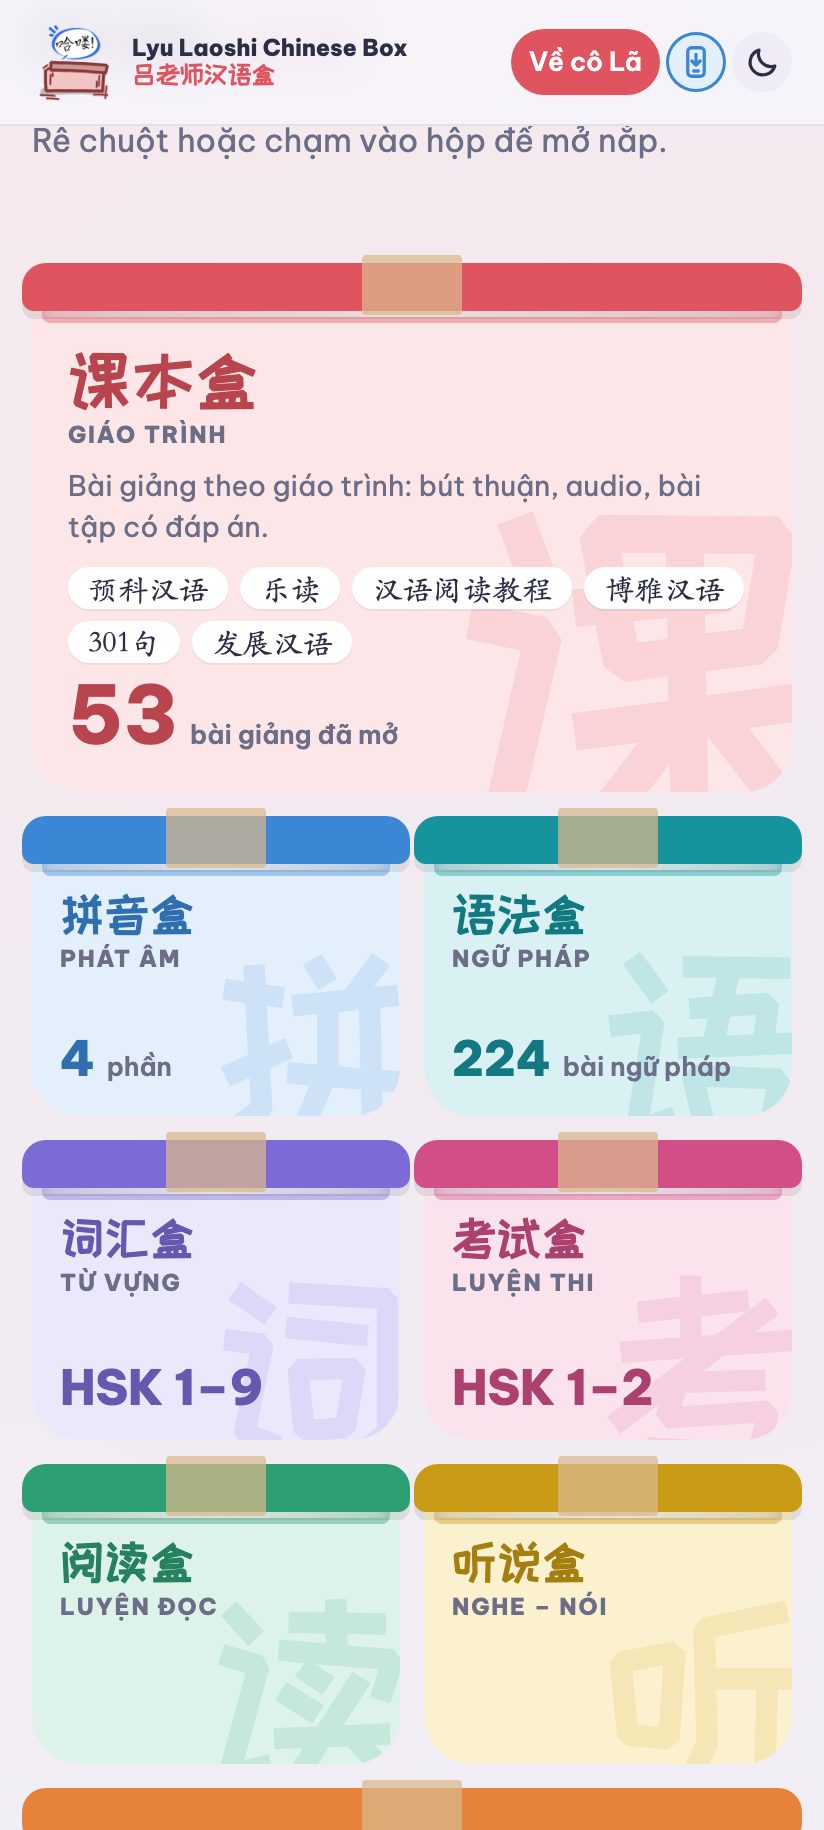 哈喽!
Lyu Laoshi Chinese Box
吕老师汉语盒
Về cô Lã
Rê chuột hoặc chạm vào hộp để mở nắp.
课本盒
GIÁO TRÌNH
Bài giảng theo giáo trình: bút thuận, audio, bài
tập có đáp án.
预科汉语 乐读 汉语阅读教程 博雅汉语
301句 发展汉语
课
53 bài giảng đã mở
拼音盒
PHÁT ÂM
拼
4 phần
语法盒
NGỮ PHÁP
语
224 bài ngữ pháp
词汇盒
TỪ VỰNG
词
HSK 1–9
考试盒
LUYỆN THI
考
HSK 1–2
阅读盒
LUYỆN ĐỌC
读
听说盒
NGHE – NÓI
听